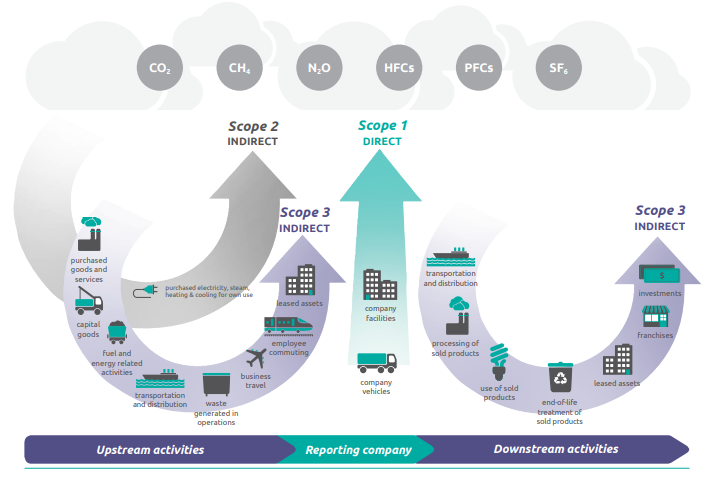 CO₂
CH₄
N₂O
HFCs
PFCs
SF₆
Scope 2
INDIRECT
Scope 1
DIRECT
Scope 3
INDIRECT
Scope 3
INDIRECT
purchased
goods and
services
capital
goods
fuel and
energy related
activities
purchased electricity, steam,
heating & cooling for own use
transportation
and distribution
waste
generated in
operations
business
travel
employee
commuting
leased assets
company
facilities
company
vehicles
transportation
and distribution
processing of
sold products
use of sold
products
end-of-life
treatment of
sold products
leased assets
franchises
investments
$
Upstream activities
Reporting company
Downstream activities